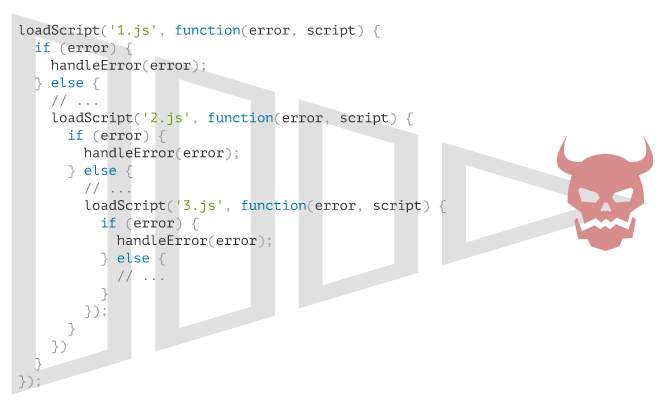 loadScript('1.js', function(error, script) {
  if (error) {
    handleError(error);
  } else {
    // ...
    loadScript('2.js', function(error, script) {
      if (error) {
        handleError(error);
      } else {
        // ...
        loadScript('3.js', function(error, script) {
          if (error) {
            handleError(error);
          } else {
            // ...
          }
        });
      }
    })
  }
});